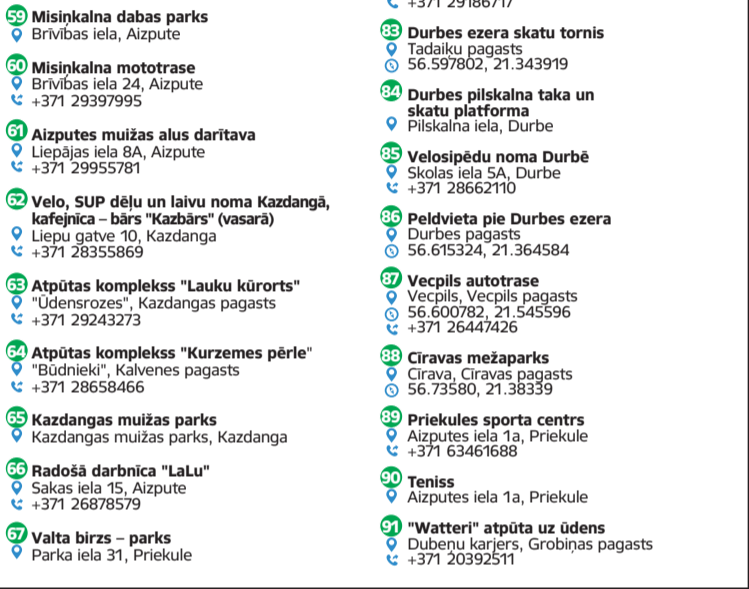 59 Misiņkalna dabas parks
Brīvības iela, Aizpute
60 Misiņkalna mototrase
Brīvības iela 24, Aizpute
+371 29397995
61 Aizputes muižas alus darītava
Liepājas iela 8A, Aizpute
+371 29955781
62 Velo, SUP dēļu un laivu noma Kazdangā,
kafejnīca – bārs "Kazbārs" (vasarā)
Liepu gatve 10, Kazdanga
+371 28355869
63 Atpūtas komplekss "Lauku kūrorts"
"Ūdensrozes", Kazdangas pagasts
+371 29243273
64 Atpūtas komplekss "Kurzemes pērle"
"Būdnieki", Kalvenes pagasts
+371 28658466
65 Kazdangas muižas parks
Kazdangas muižas parks, Kazdanga
66 Radošā darbnīca "LaLu"
Sakas iela 15, Aizpute
+371 26878579
67 Valta birzs – parks
Parka iela 31, Priekule
+371 29186717
83 Durbes ezera skatu tornis
Tadaiķu pagasts
56.597802, 21.343919
84 Durbes pilskalna taka un
skatu platforma
Pilskalna iela, Durbe
85 Velosipēdu noma Durbē
Skolas iela 5A, Durbe
+371 28662110
86 Peldvieta pie Durbes ezera
Durbes pagasts
56.615324, 21.364584
87 Vecpils autotrase
Vecpils, Vecpils pagasts
56.600782, 21.545596
+371 26447426
88 Cīravas mežaparks
Cīrava, Cīravas pagasts
56.73580, 21.38339
89 Priekules sporta centrs
Aizputes iela 1a, Priekule
+371 63461688
90 Teniss
Aizputes iela 1a, Priekule
91 "Watteri" atpūta uz ūdens
Dubeņu karjers, Grobiņas pagasts
+371 20392511